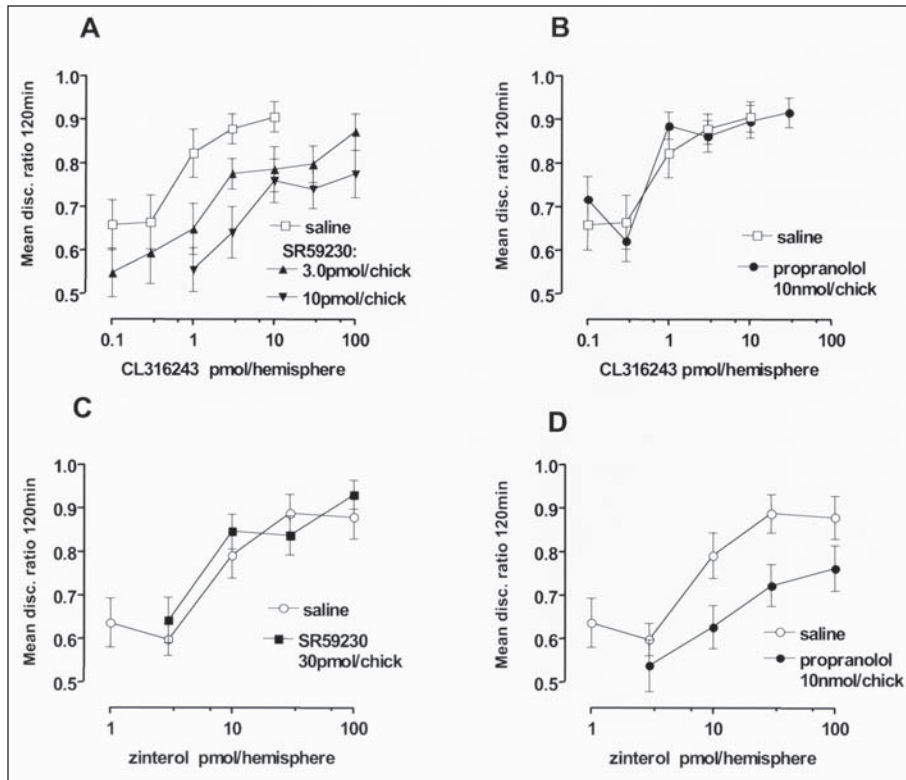 A
Mean disc. ratio 120min
1.0
0.9
0.8
0.7
0.6
0.5
saline
SR59230:
3.0pmol/chick
10pmol/chick
0.1
1
10
100
CL316243 pmol/hemisphere
B
Mean disc. ratio 120min
1.0
0.9
0.8
0.7
0.6
0.5
saline
propranolol
10nmol/chick
0.1
1
10
100
CL316243 pmol/hemisphere
C
Mean disc. ratio 120min
1.0
0.9
0.8
0.7
0.6
0.5
saline
SR59230
30pmol/chick
1
10
100
zinterol pmol/hemisphere
D
Mean disc. ratio 120min
1.0
0.9
0.8
0.7
0.6
0.5
saline
propranolol
10nmol/chick
1
10
100
zinterol pmol/hemisphere